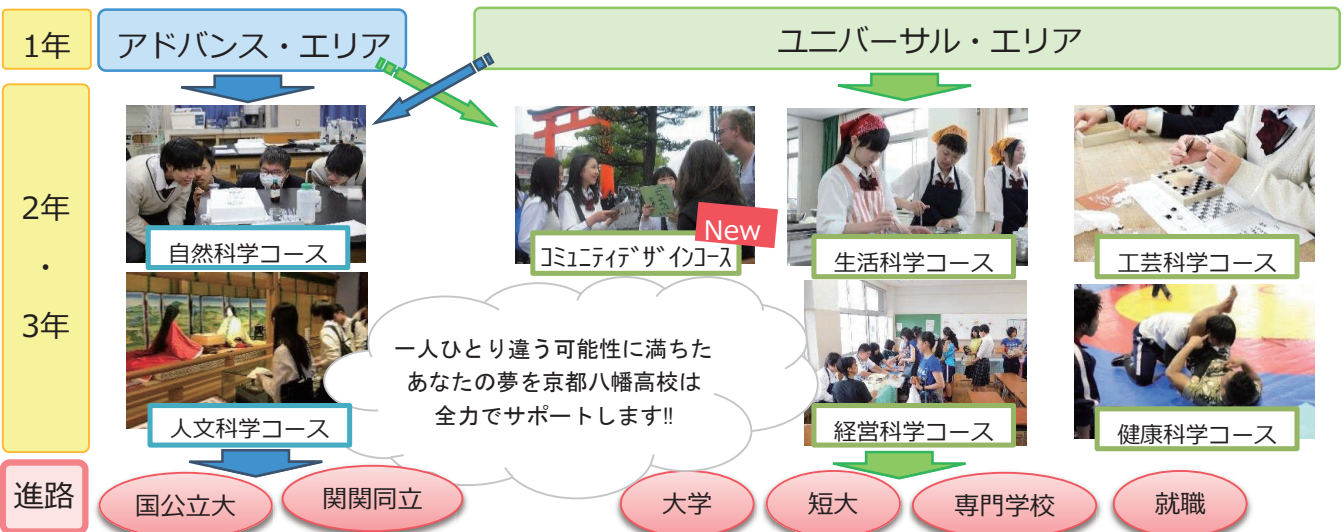 1年
アドバンス・エリア
ユニバーサル・エリア
2年
・
3年
自然科学コース
New
コミュニティデザインコース
生活科学コース
工芸科学コース
一人ひとり違う可能性に満ちた
あなたの夢を京都八幡高校は
全力でサポートします!!
人文科学コース
経営科学コース
健康科学コース
進路
国公立大
関関同立
大学
短大
専門学校
就職